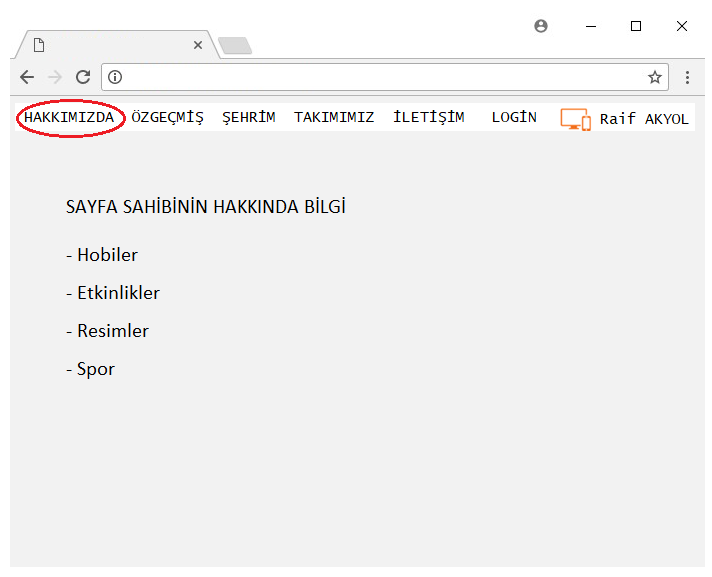 HAKKIMIZDA ÖZGEÇMİŞ ŞEHRİM TAKIMIMIZ İLETİŞİM LOGİN Raif AKYOL
SAYFA SAHİBİNİN HAKKINDA BİLGİ
- Hobiler
- Etkinlikler
- Resimler
- Spor